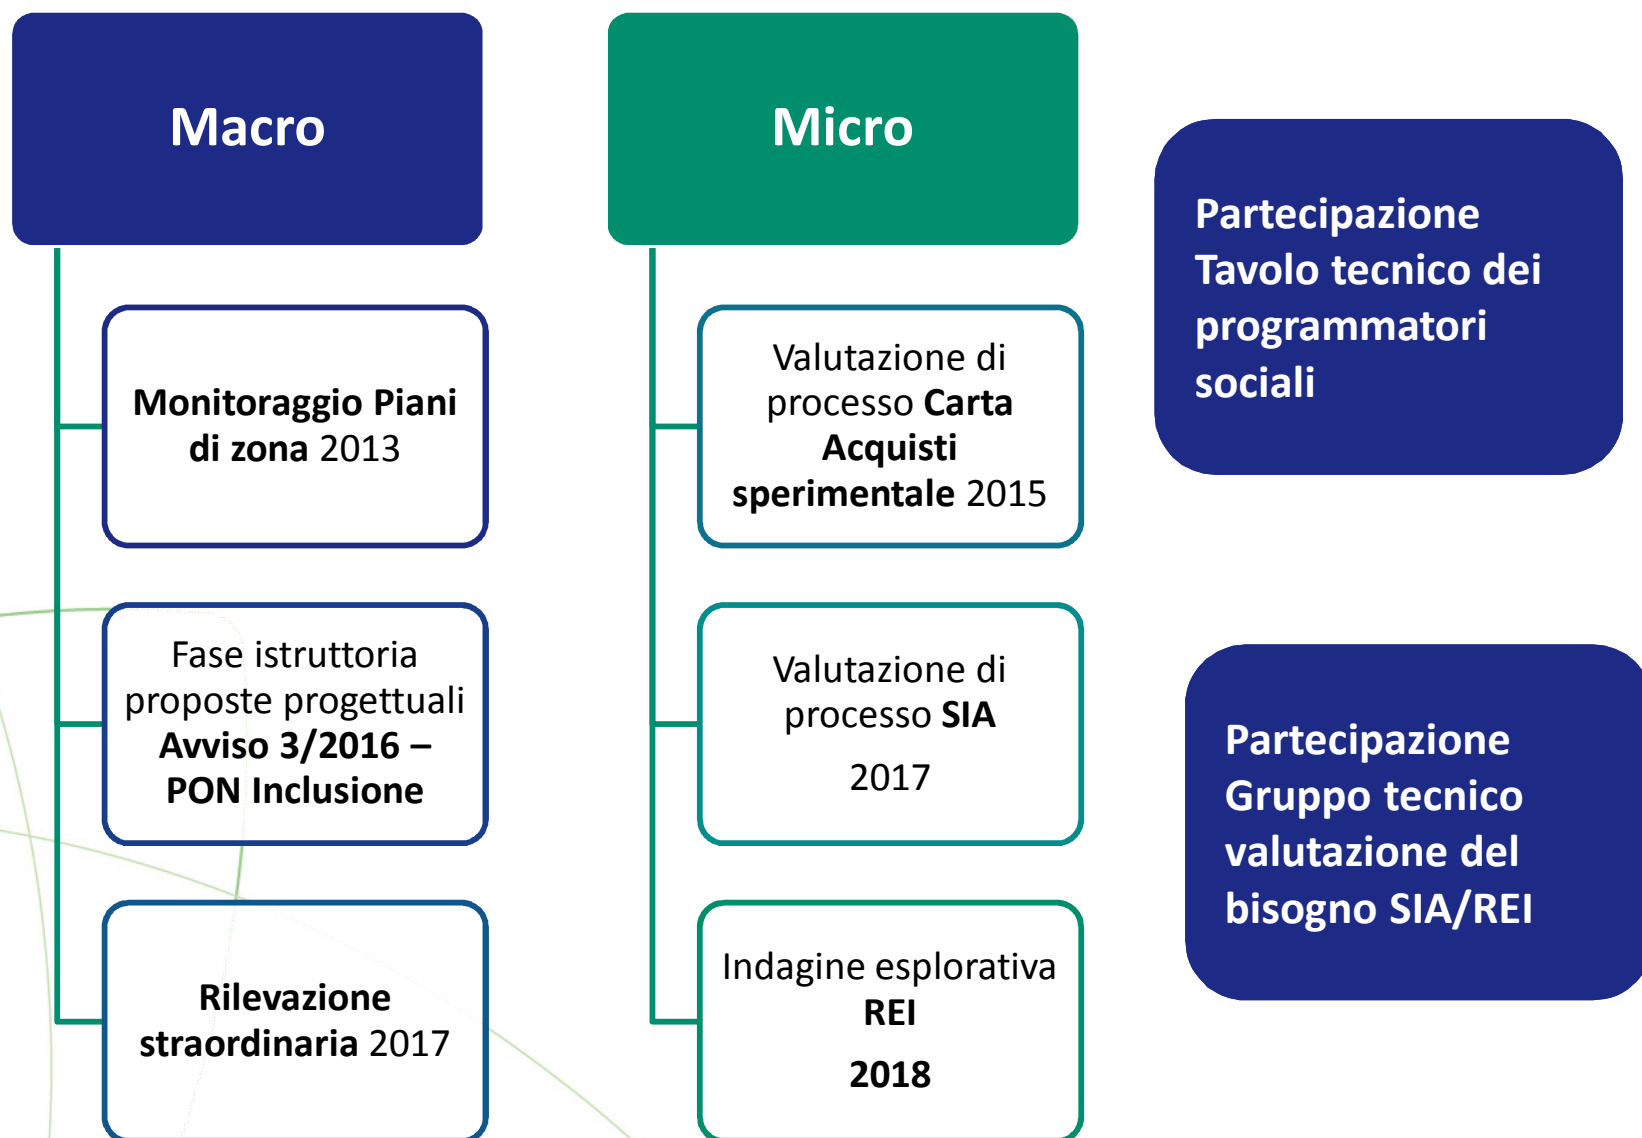 Macro
Monitoraggio Piani
di zona 2013
Fase istruttoria
proposte progettuali
Avviso 3/2016 –
PON Inclusione
Rilevazione
straordinaria 2017
Micro
Valutazione di
processo Carta
Acquisti
sperimentale 2015
Valutazione di
processo SIA
2017
Indagine esplorativa
REI
2018
Partecipazione
Tavolo tecnico dei
programmatori
sociali
Partecipazione
Gruppo tecnico
valutazione del
bisogno SIA/REI